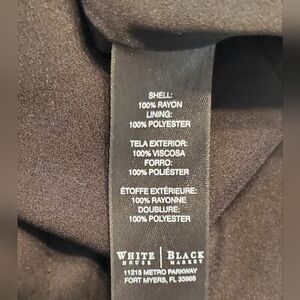 SHELL:
100% RAYON
LINING:
100% POLYESTER
TELA EXTERIOR:
100% VISCOSA
FORRO:
100% POLIÉSTER
ÉTOFFE EXTÉRIEURE:
100% RAYONNE
DOUBLURE:
100% POLYESTER
WHITE | BLACK
HOUSE | MARKET
11215 METRO PARKWAY
FORT MYERS, FL 33966